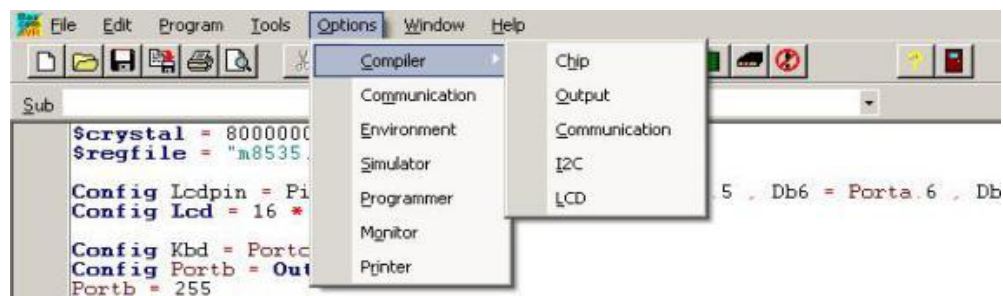 File Edit Program Tools Options Window Help
Compiler
Communication
Environment
Simulator
Programmer
Monitor
Printer
Chip
Output
Communication
I2C
LCD
Sub
$crystal = 8000000
$regfile = "m8535.
Config Lcdpin = Pi .5 , Db6 = Porta.6 , Db
Config Lcd = 16 *
Config Kbd = Portc
Config Portb = Out
Portb = 255